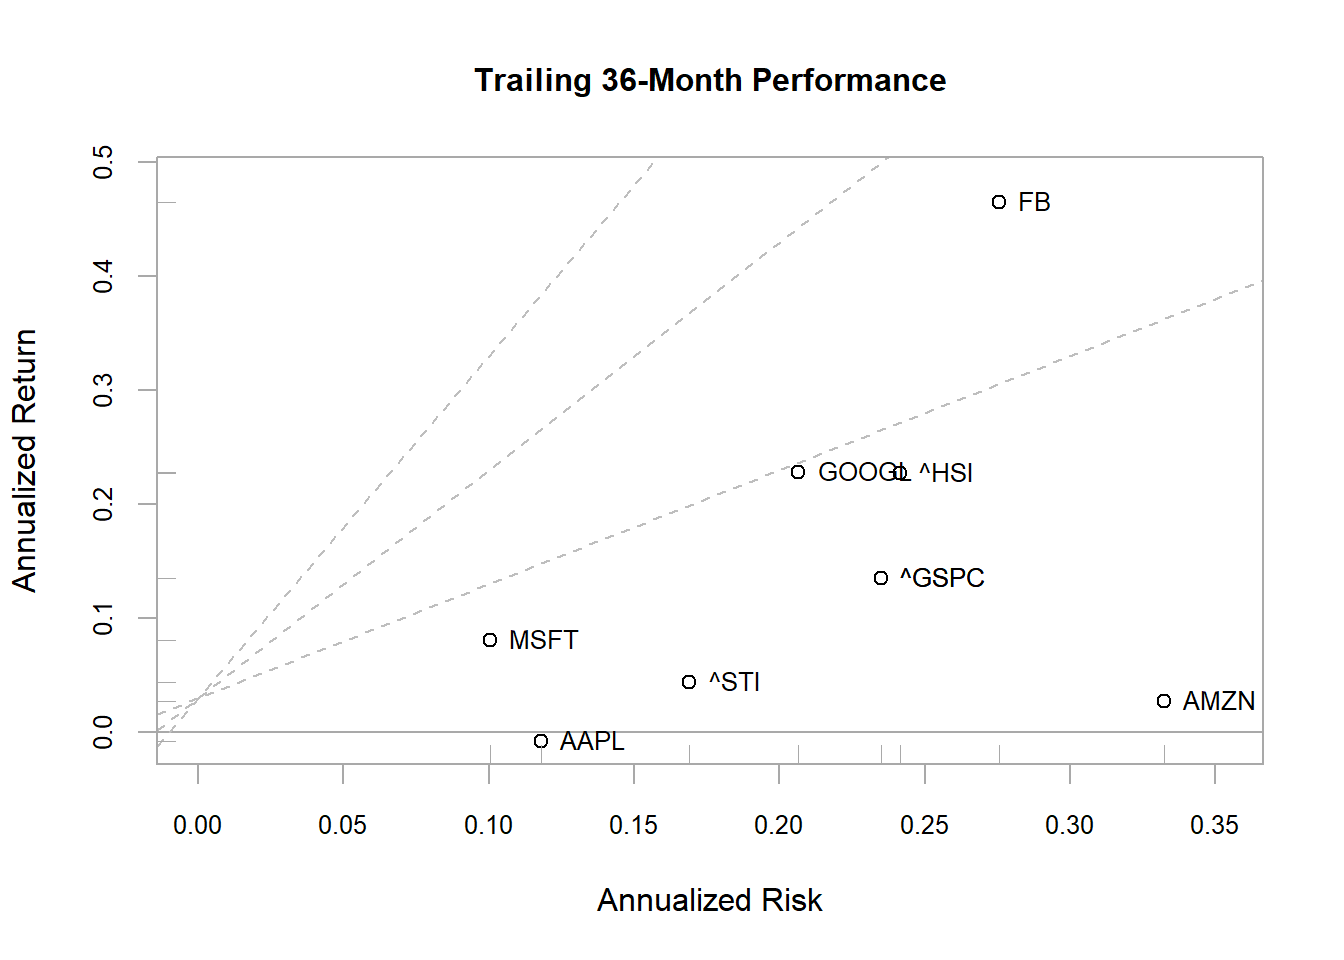 Trailing 36-Month Performance
Annualized Return
0.5
0.4
0.3
0.2
0.1
0.0
FB
GOOGL
^HSI
^GSPC
MSFT
^STI
AMZN
AAPL
0.00 0.05 0.10 0.15 0.20 0.25 0.30 0.35
Annualized Risk